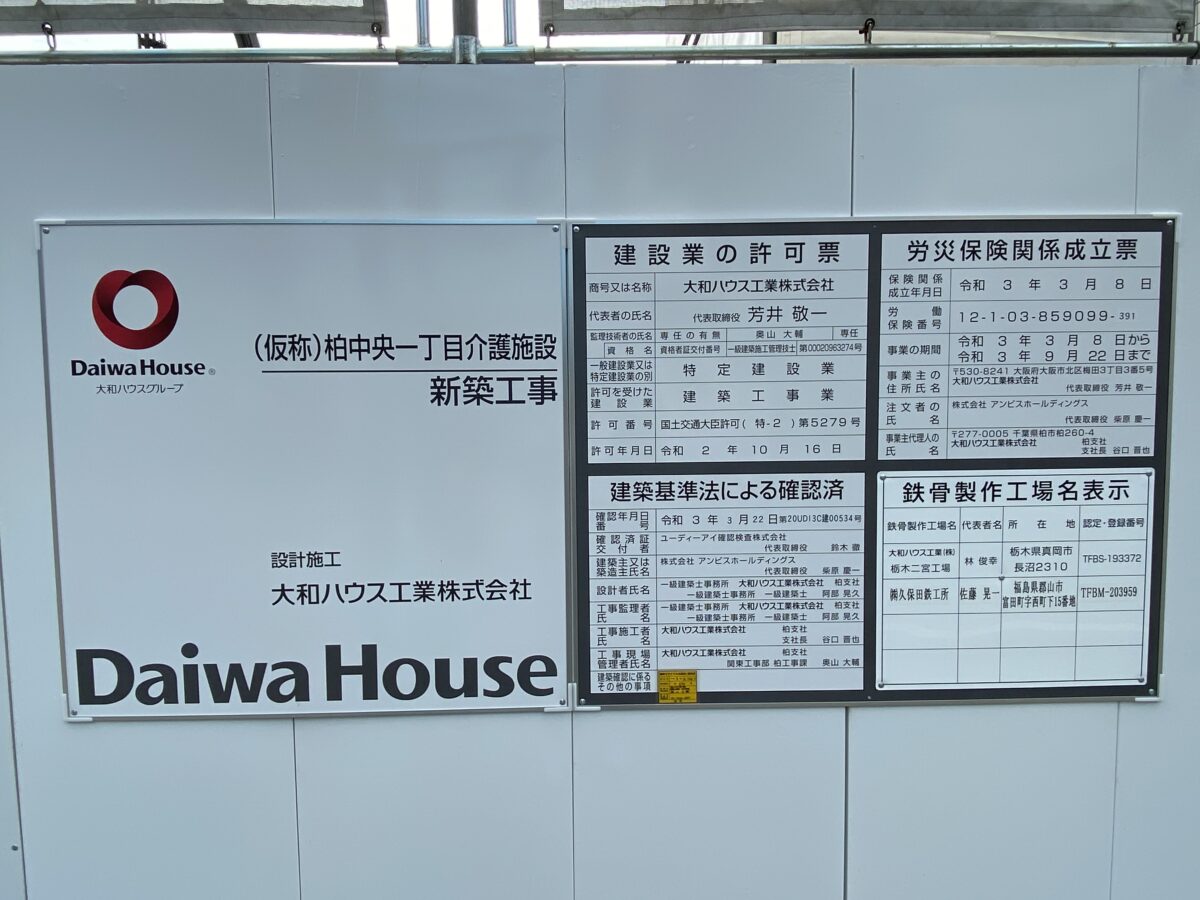 DaiwaHouse®
大和ハウスグループ
(仮称)柏中央一丁目介護施設
新築工事
設計施工
大和ハウス工業株式会社
Daiwa House
建設業の許可票
商号又は名称 大和ハウス工業株式会社
代表者の氏名 代表取締役 芳井 敬一
監理技術者の氏名 専任の有無 奥山 大輔 専任
資格名 資格者証交付番号 一級建築施工管理技士 第00020963274号
一般建設業又は
特定建設業の別 特定建設業
許可を受けた
建設業 建築工事業
許可番号 国土交通大臣許可(特-2)第5279号
許可年月日 令和 2年 10月 16日
労災保険関係成立票
保険関係
成立年月日 令和 3年 3月 8日
労働
保険番号 12-1-03-859099-391
事業の期間 令和 3年 3月 8日から
令和 3年 9月 22日まで
事業主の
住所氏名 〒530-8241 大阪府大阪市北区梅田3丁目3番5号
大和ハウス工業株式会社
代表取締役 芳井 敬一
注文者の
氏名 株式会社 アンビスホールディングス
代表取締役 柴原 慶一
事業主代理人の
氏名 〒277-0005 千葉県柏市柏260-4
大和ハウス工業株式会社 柏支社
支社長 谷口 晋也
建築基準法による確認済
確認年月日
番号 令和 3年 3月 22日第20UDI3C建00534号
確認済証
交付者 ユーディーアイ確認検査株式会社
代表取締役 鈴木 徹
建築主又は
築造主氏名 株式会社 アンビスホールディングス
代表取締役 柴原 慶一
設計者氏名 一級建築士事務所 大和ハウス工業株式会社 柏支社
一級建築士事務所 一級建築士 阿部 晃久
工事監理者
氏名 一級建築士事務所 大和ハウス工業株式会社 柏支社
一級建築士事務所 一級建築士 阿部 晃久
工事施工者
氏名 大和ハウス工業株式会社 柏支社
支社長 谷口 晋也
工事現場
管理者氏名 大和ハウス工業株式会社 柏支社
関東工事部 柏工事課 奥山 大輔
建築確認に係る
その他の事項
鉄骨製作工場名表示
鉄骨製作工場名 代表者名 所在地 認定・登録番号
大和ハウス工業(株)
栃木二宮工場 林 俊幸 栃木県真岡市
長沼2310 TFBS-193372
㈱久保田鉄工所 佐藤 晃一 福島県郡山市
富田町字西町下15番地 TFBM-203959